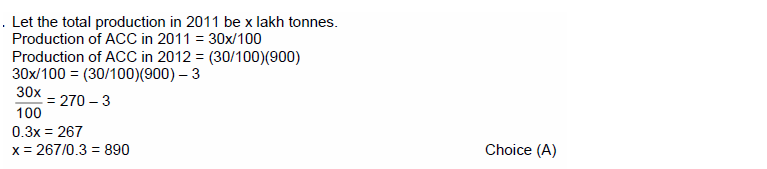 . Let the total production in 2011 be x lakh tonnes.
Production of ACC in 2011 = 30x/100
Production of ACC in 2012 = (30/100)(900)
30x/100 = (30/100)(900) – 3
30x/100 = 270 – 3
0.3x = 267
x = 267/0.3 = 890 Choice (A)